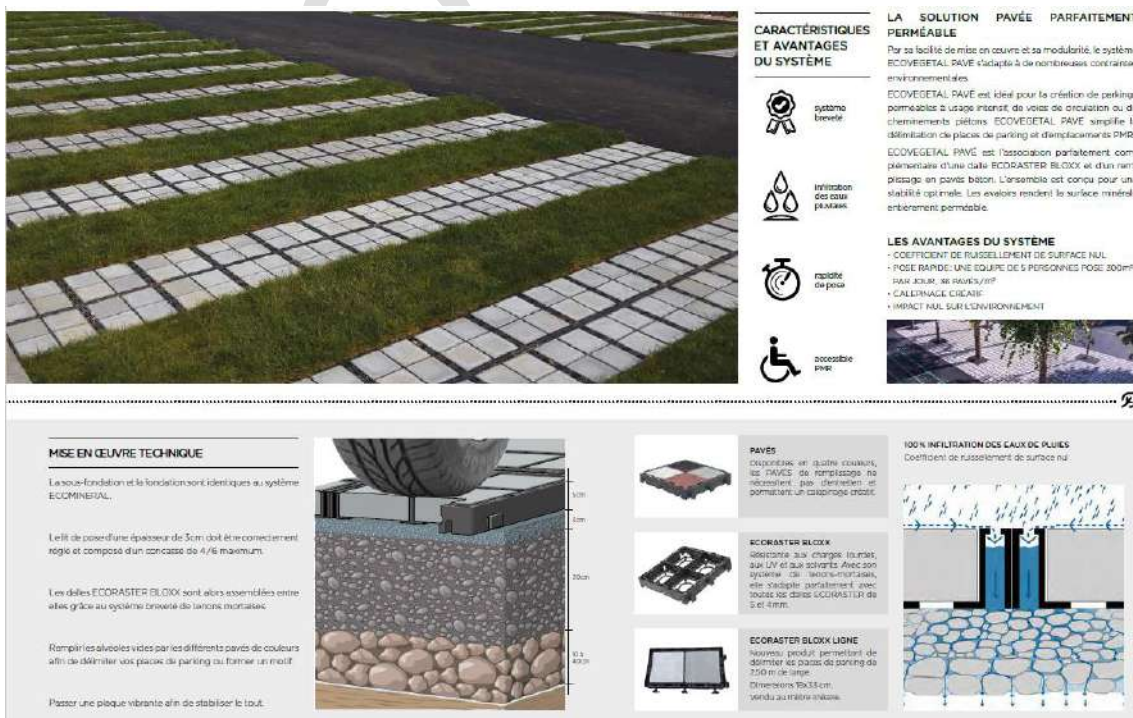 CARACTÉRISTIQUES
ET AVANTAGES
DU SYSTÈME
système
breveté
infiltration
des eaux
pluviales
rapidité
de pose
accessible
PMR
LA SOLUTION PAVÉE PARFAITEMENT
PERMÉABLE
Par sa facilité de mise en œuvre et sa modularité, le système
ECOVEGETAL PAVÉ s'adapte à de nombreuses contraintes
environnementales.
ECOVEGETAL PAVÉ est idéal pour la création de parkings
perméables à usage intensif, de voies de circulation ou de
cheminements piétons. ECOVEGETAL PAVÉ simplifie la
délimitation de places de parking et d'emplacements PMR.
ECOVEGETAL PAVÉ est l'association parfaitement com-
plémentaire d'une dalle ECORASTER BLOXX et d'un rem-
plissage en pavés béton. L'ensemble est conçu pour une
stabilité optimale. Les avaloirs rendent la surface minérale
entièrement perméable.
LES AVANTAGES DU SYSTÈME
• COEFFICIENT DE RUISSELLEMENT DE SURFACE NUL
• POSE RAPIDE: UNE EQUIPE DE 5 PERSONNES POSE 300m²
PAR JOUR, 36 PAVÉS/m²
• CALEPINAGE CRÉATIF
• IMPACT NUL SUR L'ENVIRONNEMENT
MISE EN ŒUVRE TECHNIQUE
La sous-fondation et la fondation sont identiques au système
ECOMINERAL.
Le lit de pose d'une épaisseur de 3cm doit être correctement
réglé et composé d'un concassé de 4/6 maximum.
Les dalles ECORASTER BLOXX sont alors assemblées entre
elles grâce au système breveté de tenons mortaises.
Remplir les alvéoles vides par les différents pavés de couleurs
afin de délimiter vos places de parking ou former un motif.
Passer une plaque vibrante afin de stabiliser le tout.
5cm
3cm
20cm
10 à
40cm
PAVÉS
Disponibles en quatre couleurs,
les PAVÉS de remplissage ne
nécessitent pas d'entretien et
permettent un calepinage créatif.
ECORASTER BLOXX
Résistante aux charges lourdes,
aux UV et aux solvants. Avec son
système de tenons-mortaises,
elle s'adapte parfaitement avec
toutes les dalles ECORASTER de
5 et 4mm.
ECORASTER BLOXX LIGNE
Nouveau produit permettant de
délimiter les places de parking de
2,50 m de large.
Dimensions 18x33 cm.
Vendu au mètre linéaire.
100% INFILTRATION DES EAUX DE PLUIES
Coefficient de ruissellement de surface nul